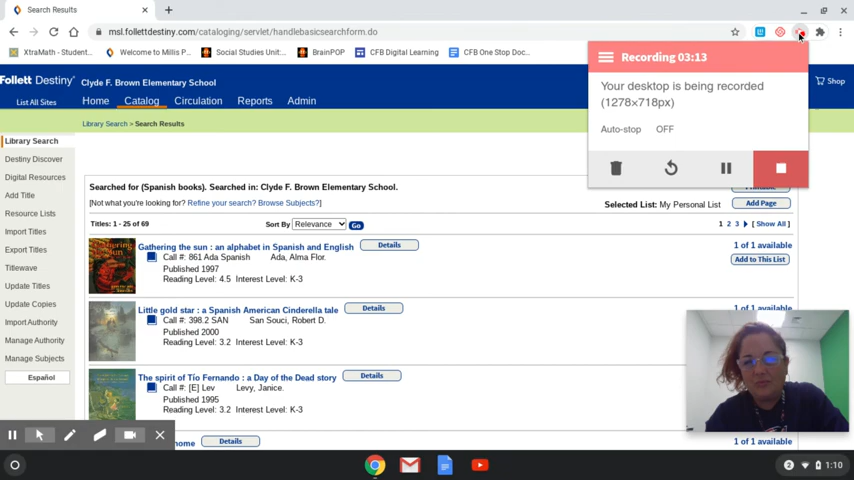 Search Results
msl.follettdestiny.com/cataloging/servlet/handlebasicsearchform.do
XtraMath - Student...
Welcome to Millis P...
Social Studies Unit:...
BrainPOP
CFB Digital Learning
CFB One Stop Doc...
Recording 03:13
Your desktop is being recorded
(1278×718px)
Auto-stop OFF
Follett Destiny
Clyde F. Brown Elementary School
Shop
List All Sites
Home Catalog Circulation Reports Admin
Library Search > Search Results
Library Search
Destiny Discover
Digital Resources
Add Title
Resource Lists
Import Titles
Export Titles
Titlewave
Update Titles
Update Copies
Import Authority
Manage Authority
Manage Subjects
Español
Searched for (Spanish books). Searched in: Clyde F. Brown Elementary School.
[Not what you're looking for? Refine your search? Browse Subjects?]
Selected List: My Personal List
Add Page
Titles: 1 - 25 of 69
Sort By Relevance Go
1 2 3 [ Show All ]
Gathering the sun : an alphabet in Spanish and English
Details
1 of 1 available
Call #: 861 Ada Spanish Ada, Alma Flor.
Add to This List
Published 1997
Reading Level: 4.5 Interest Level: K-3
Little gold star : a Spanish American Cinderella tale
Details
1 of 1 available
Call #: 398.2 SAN San Souci, Robert D.
Published 2000
Reading Level: 3.2 Interest Level: K-3
The spirit of Tío Fernando : a Day of the Dead story
Details
Call #: [E] Lev Levy, Janice.
Published 1995
Reading Level: 3.2 Interest Level: K-3
home
Details
1 of 1 available
2
1:10